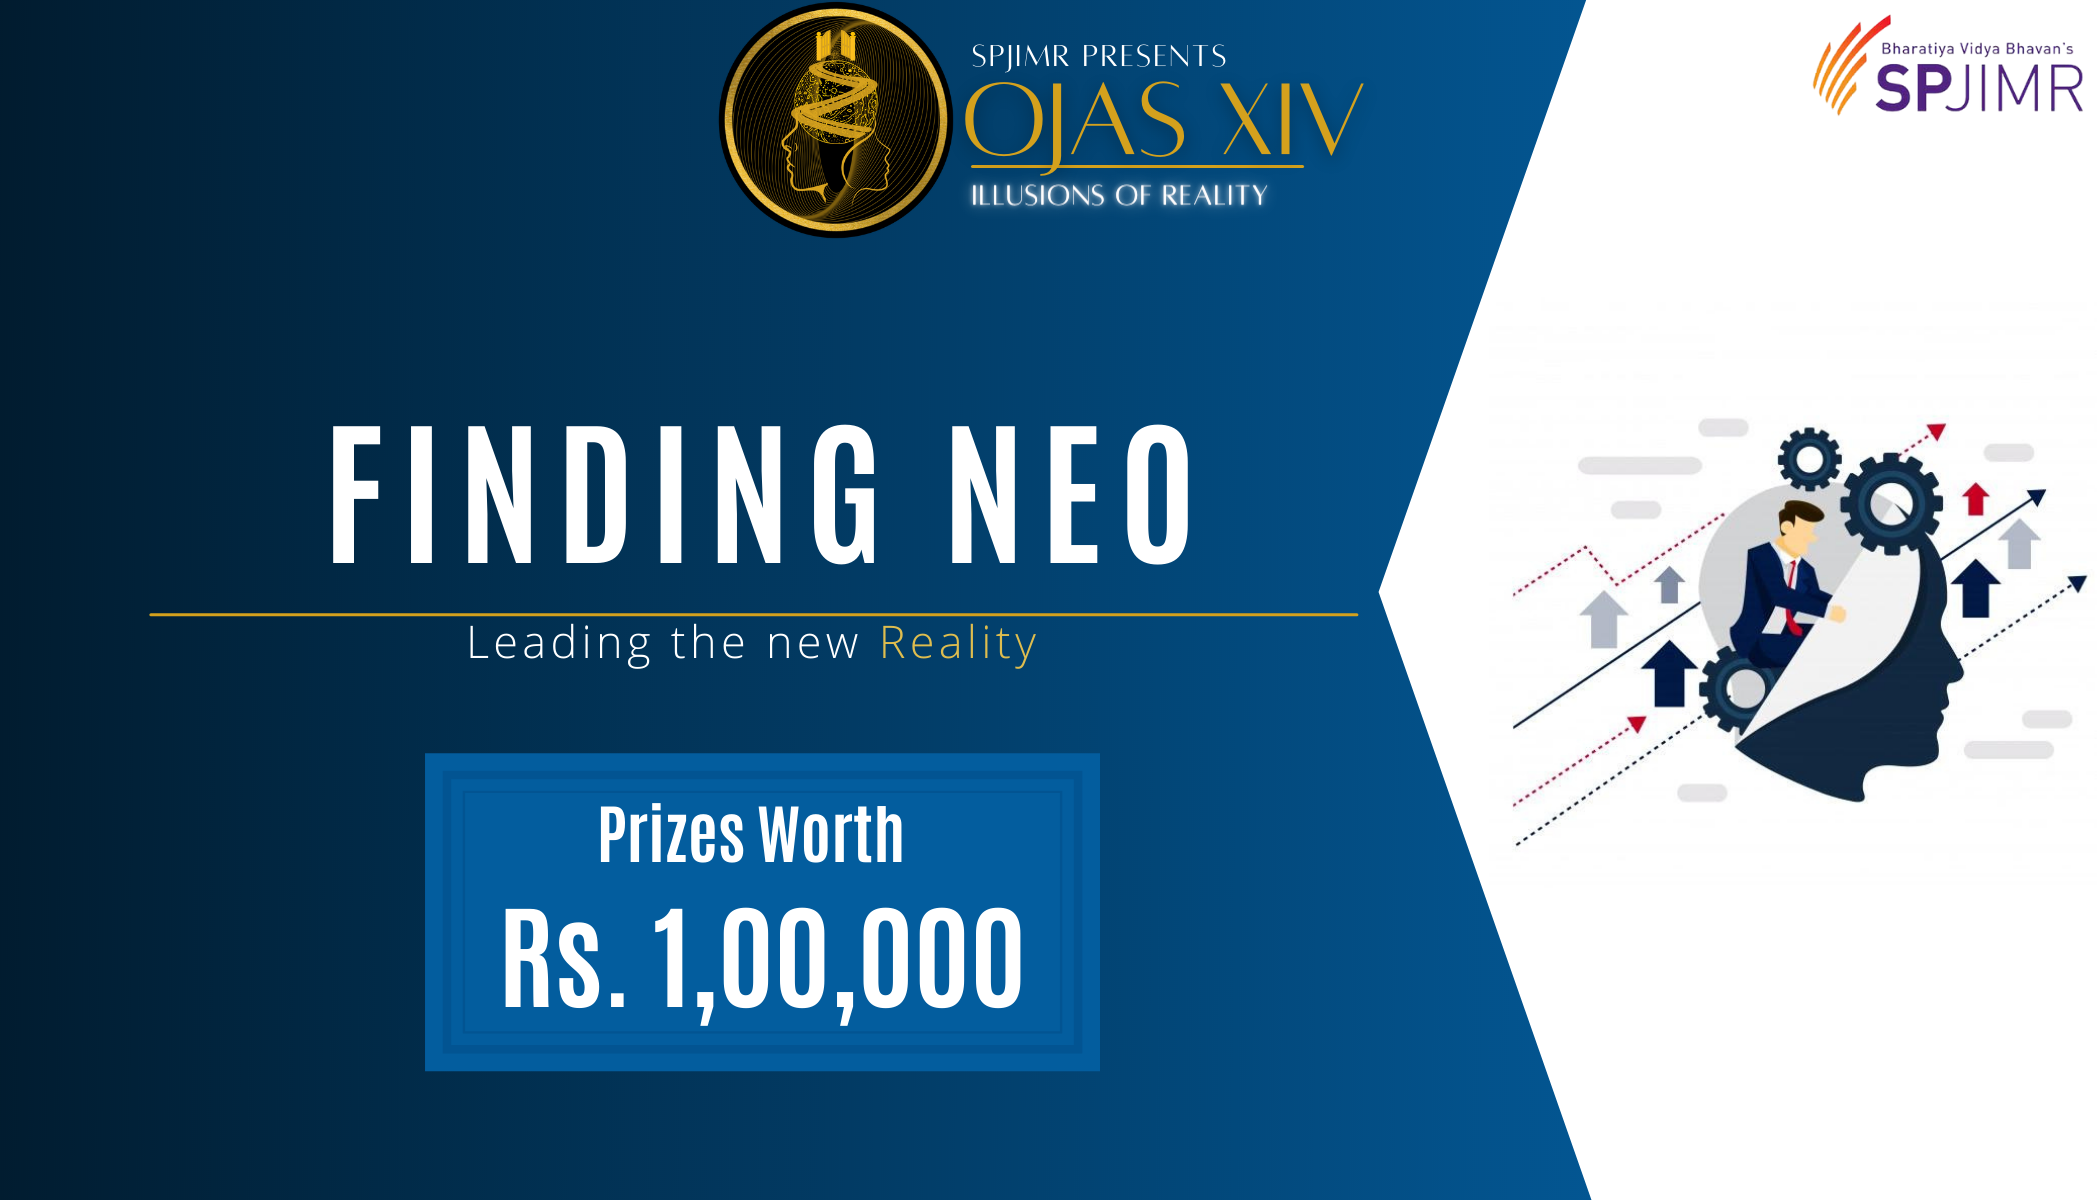 SPJIMR PRESENTS
OJAS XIV
ILLUSIONS OF REALITY
Bharatiya Vidya Bhavan's
SPJIMR
FINDING NEO
Leading the new Reality
Prizes Worth
Rs. 1,00,000